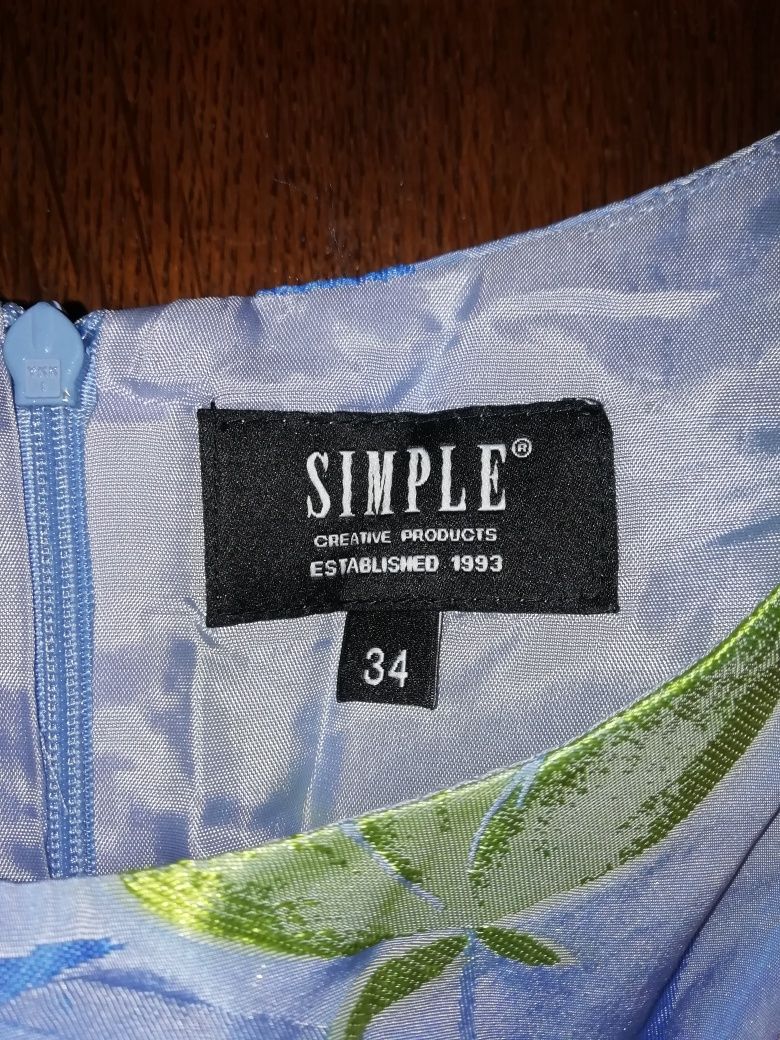 SIMPLE®
CREATIVE PRODUCTS
ESTABLISHED 1993
34